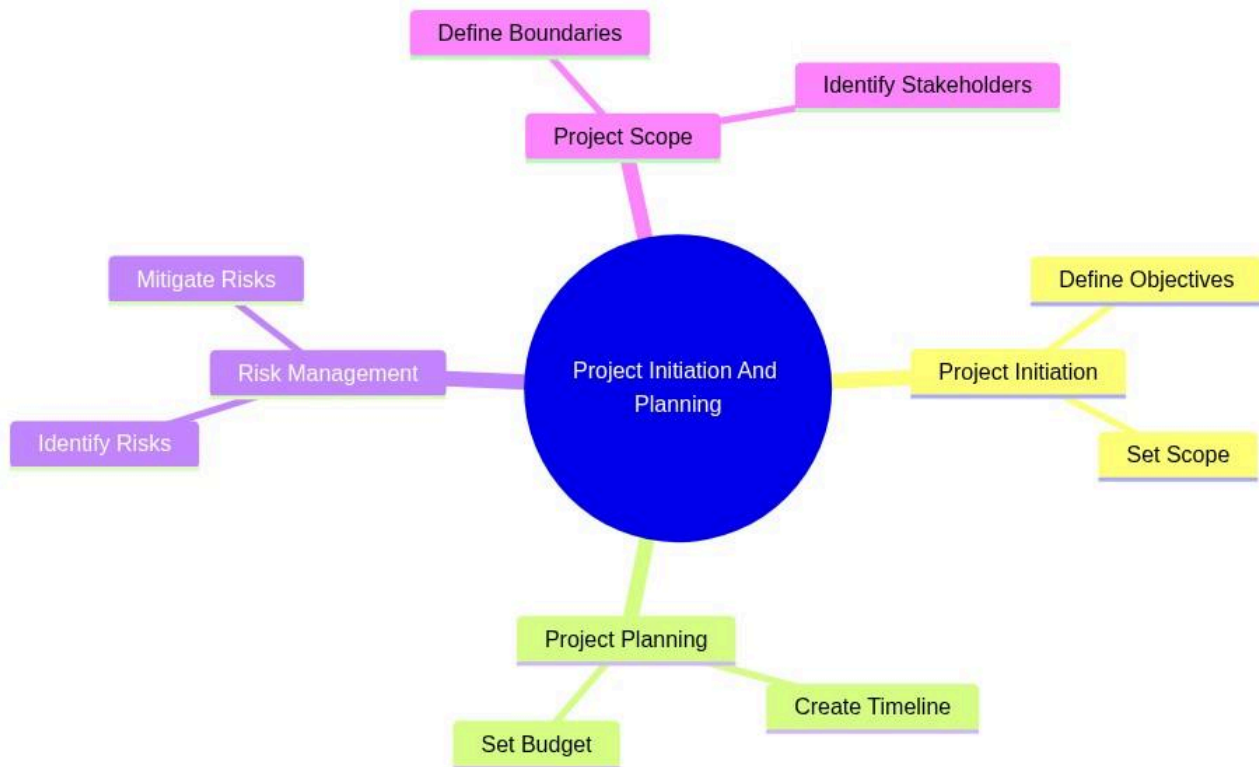 Define Boundaries
Identify Stakeholders
Project Scope
Mitigate Risks
Define Objectives
Risk Management
Project Initiation And
Planning
Project Initiation
Identify Risks
Set Scope
Project Planning
Create Timeline
Set Budget